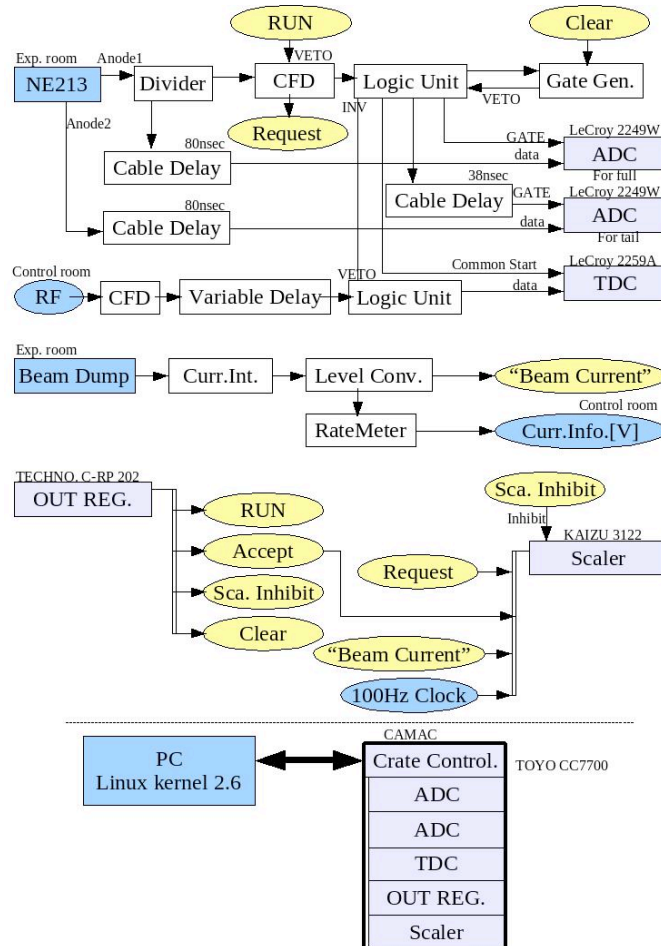 RUN
Clear
Exp. room
Anode1
VETO
NE213
Divider
CFD
Logic Unit
Gate Gen.
INV
VETO
Anode2
Request
80nsec
GATE
LeCroy 2249W
data
ADC
Cable Delay
38nsec
For full
GATE
LeCroy 2249W
80nsec
Cable Delay
ADC
Cable Delay
data
For tail
Control room
VETO
Common Start
LeCroy 2259A
RF
CFD
Variable Delay
Logic Unit
data
TDC
Exp. room
Beam Dump
Curr.Int.
Level Conv.
“Beam Current”
Control room
RateMeter
Curr.Info.[V]
TECHNO. C-RP 202
OUT REG.
Sca. Inhibit
RUN
Inhibit
KAIZU 3122
Accept
Scaler
Request
Sca. Inhibit
Clear
“Beam Current”
100Hz Clock
CAMAC
PC
Linux kernel 2.6
Crate Control.
TOYO CC7700
ADC
ADC
TDC
OUT REG.
Scaler